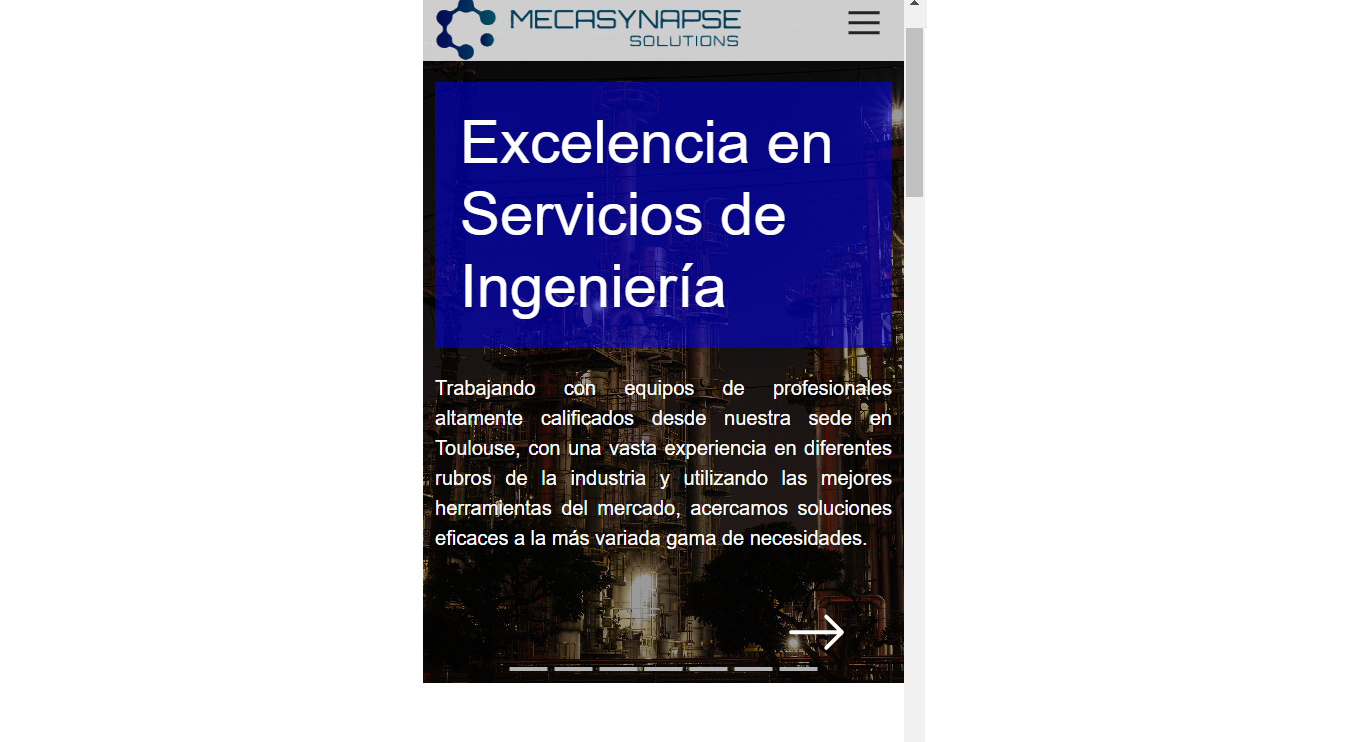 MECASYNAPSE
SOLUTIONS
Excelencia en
Servicios de
Ingeniería
Trabajando con equipos de profesionales
altamente calificados desde nuestra sede en
Toulouse, con una vasta experiencia en diferentes
rubros de la industria y utilizando las mejores
herramientas del mercado, acercamos soluciones
eficaces a la más variada gama de necesidades.